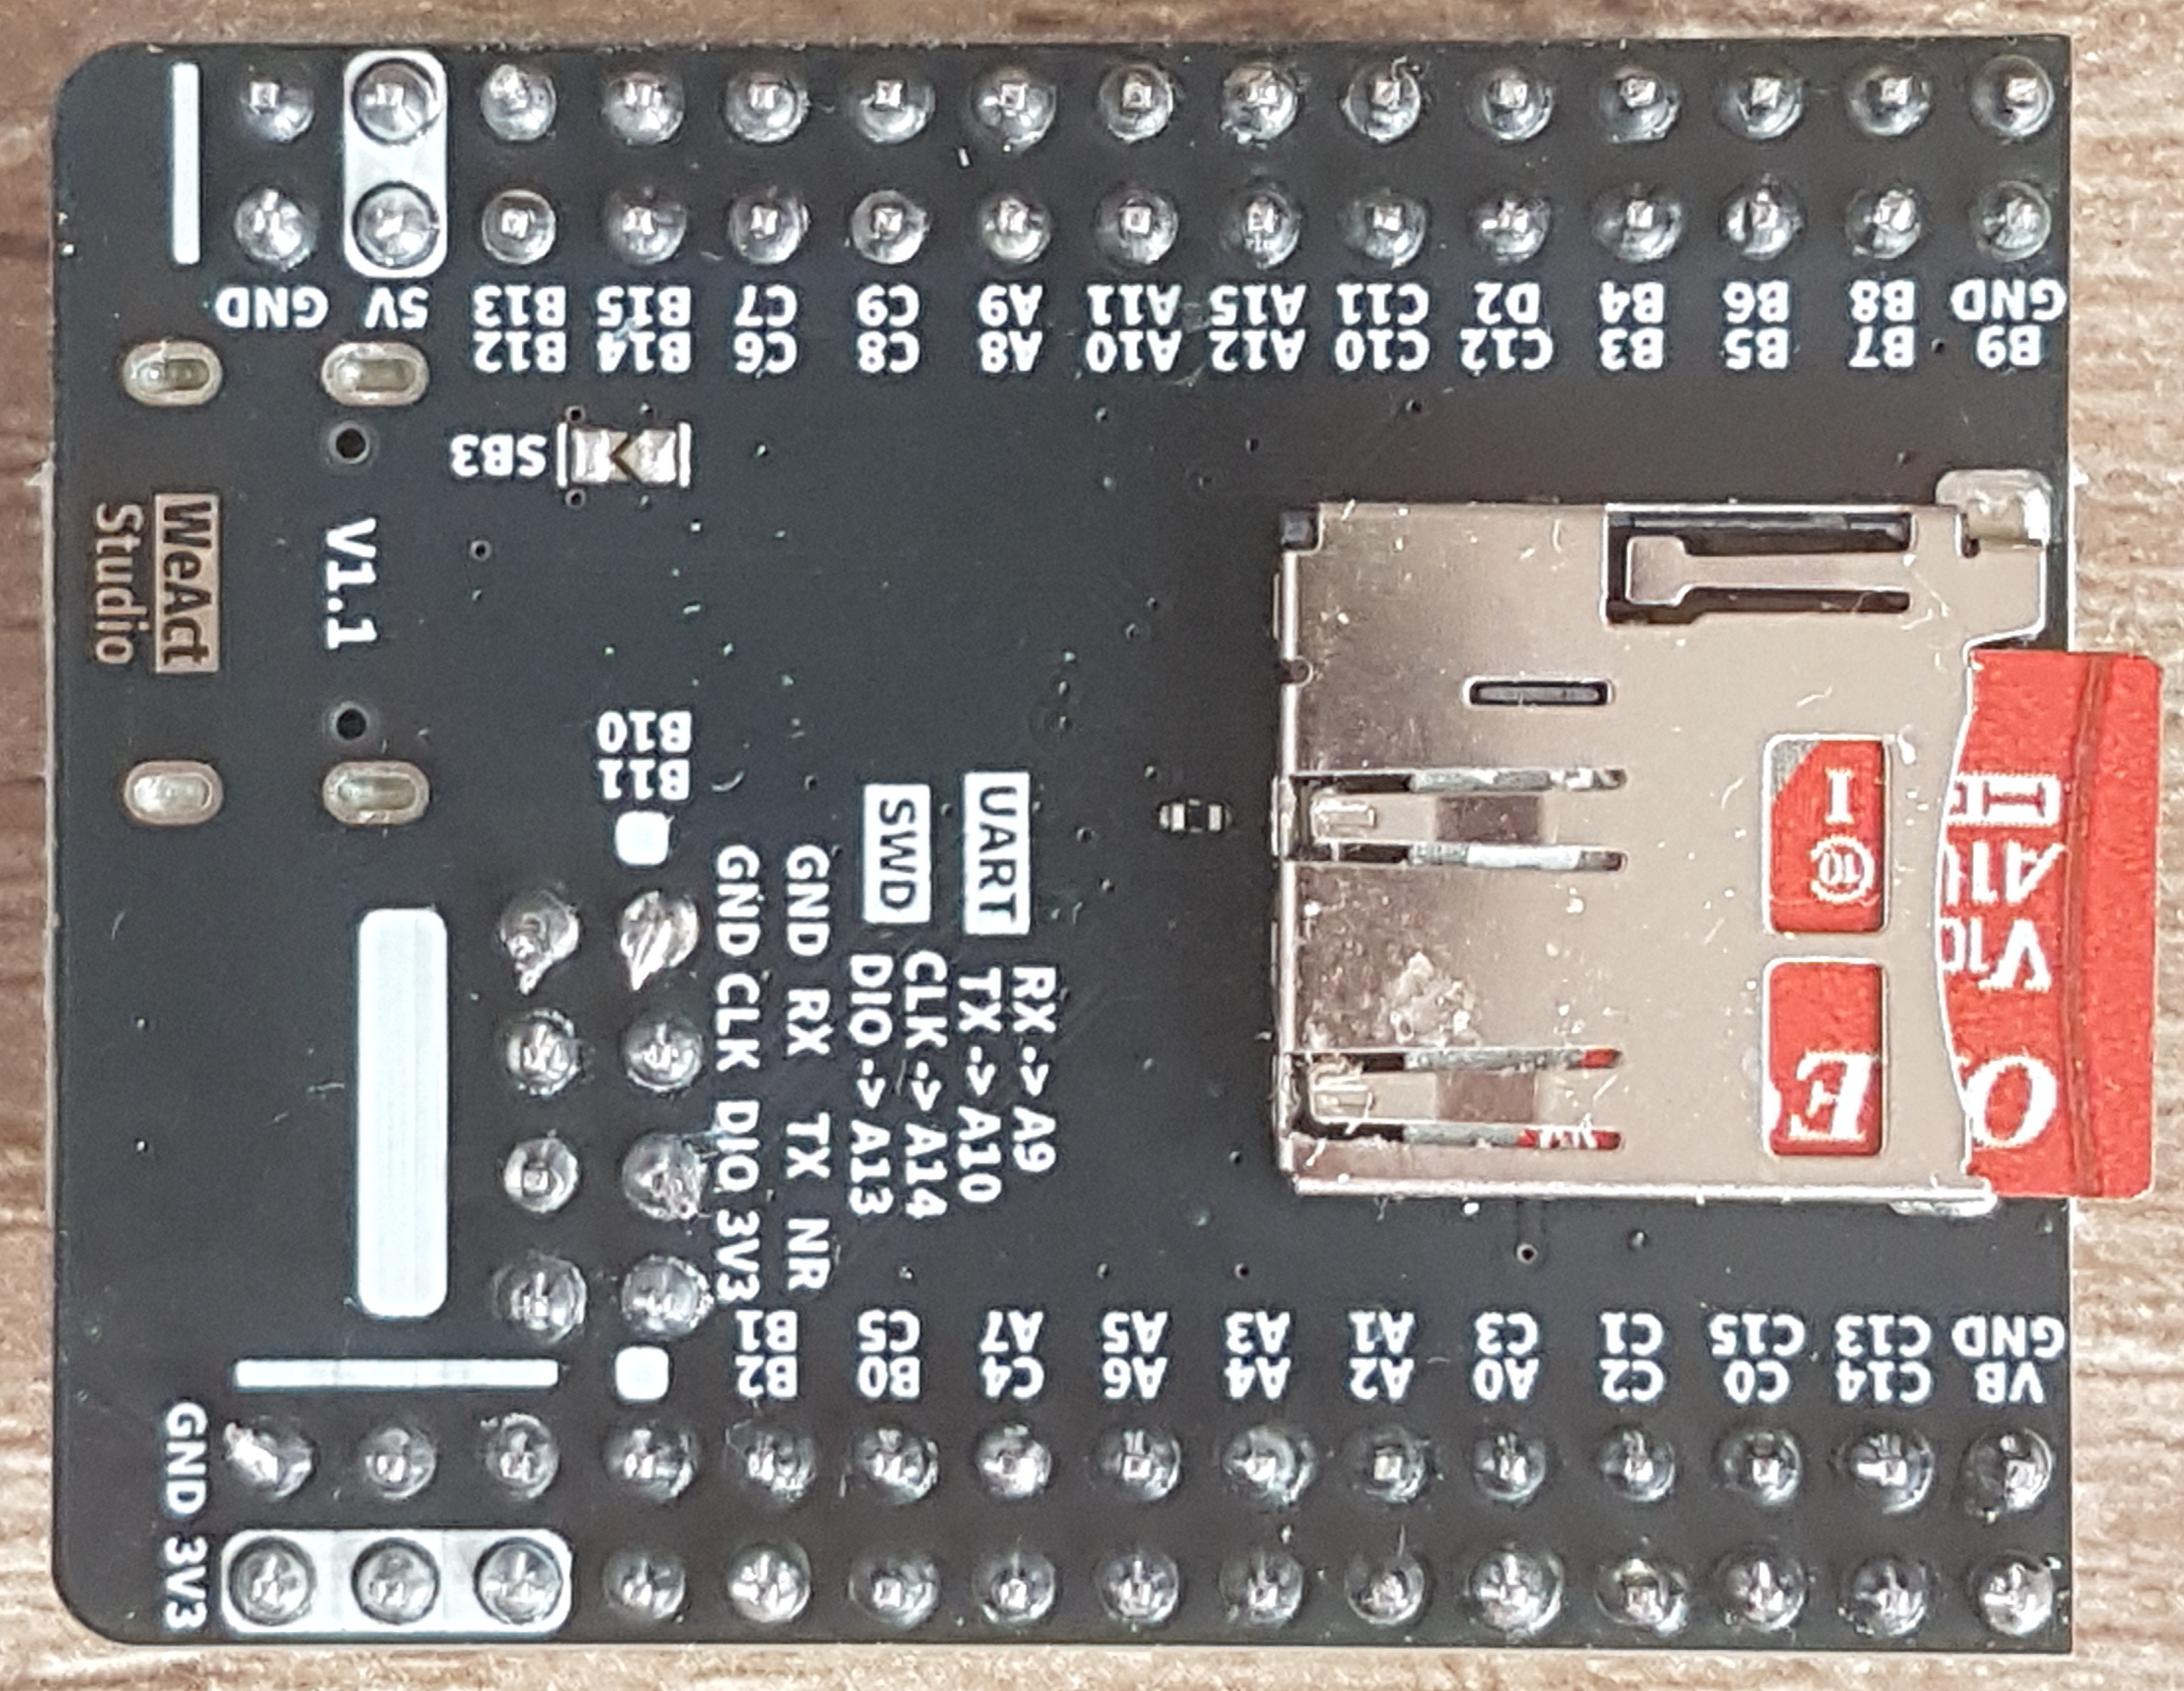 GND 5V B13 B15 C7 C9 A9 A11 A15 C11 D2 B4 B6 B8 GND
B12 B14 C6 C8 A8 A10 A12 C10 C12 B3 B5 B7 B9
SB3
WeAct
Studio
V1.1
B10
B11
UART
RX -> A9
TX -> A10
SWD
CLK -> A14
DIO -> A13
GND RX TX NR
GND CLK DIO 3V3
I
10
A1
V10
E
O
B1 C5 A7 A5 A3 A1 C3 C1 C15 C13 GND
B2 B0 C4 A6 A4 A2 A0 C2 C0 C14 VB
GND 3V3